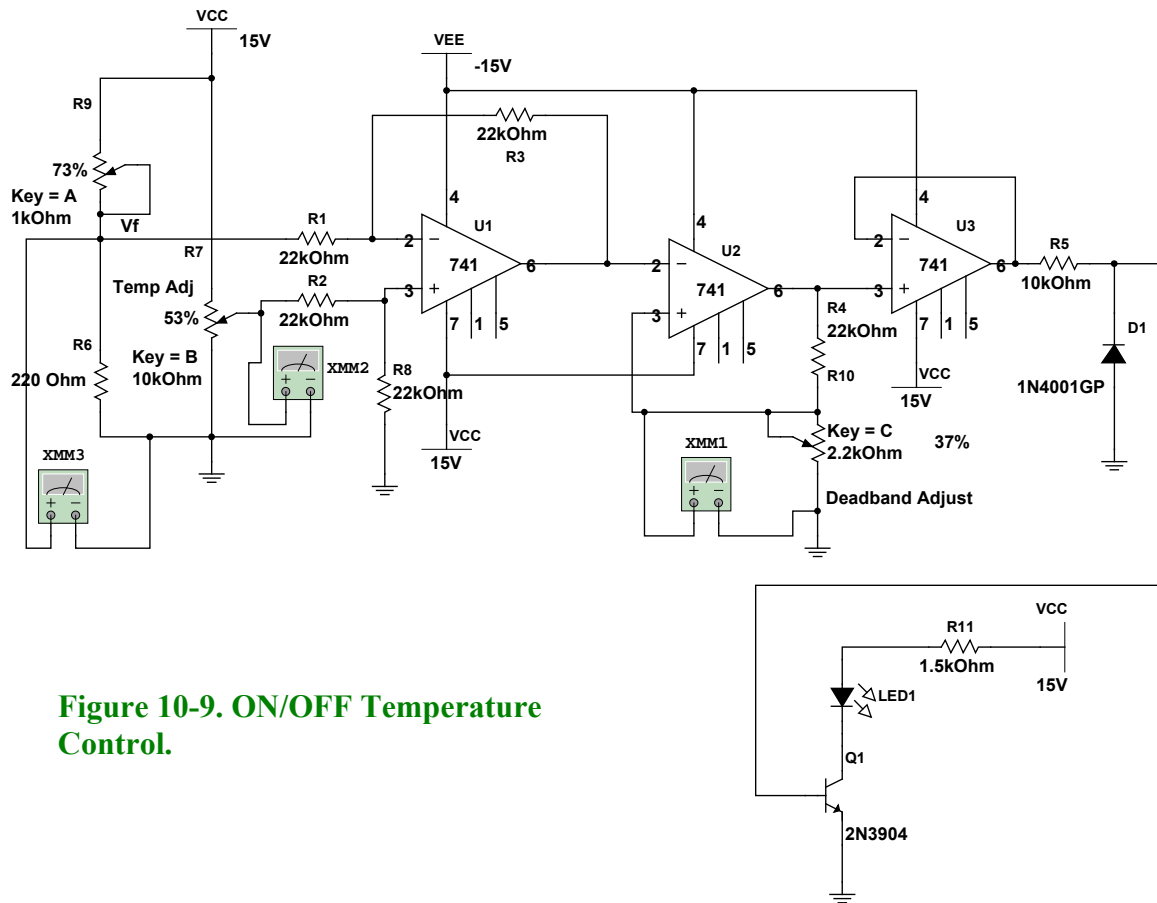 VCC
15V
VEE
-15V
R9
73%
Key = A
1kOhm
Vf
R7
Temp Adj
53%
Key = B
10kOhm
R6
220 Ohm
XMM3
+ −
R1
22kOhm
R2
22kOhm
XMM2
+ −
R8
22kOhm
22kOhm
R3
4
U1
2
−
741
6
3
+
7
1
5
VCC
15V
4
U2
2
−
741
6
3
+
7
1
5
R4
22kOhm
R10
Key = C
2.2kOhm
37%
XMM1
+ −
Deadband Adjust
4
U3
2
−
741
6
3
+
7
1
5
VCC
15V
R5
10kOhm
D1
1N4001GP
VCC
R11
1.5kOhm
15V
LED1
Q1
2N3904
Figure 10-9. ON/OFF Temperature
Control.